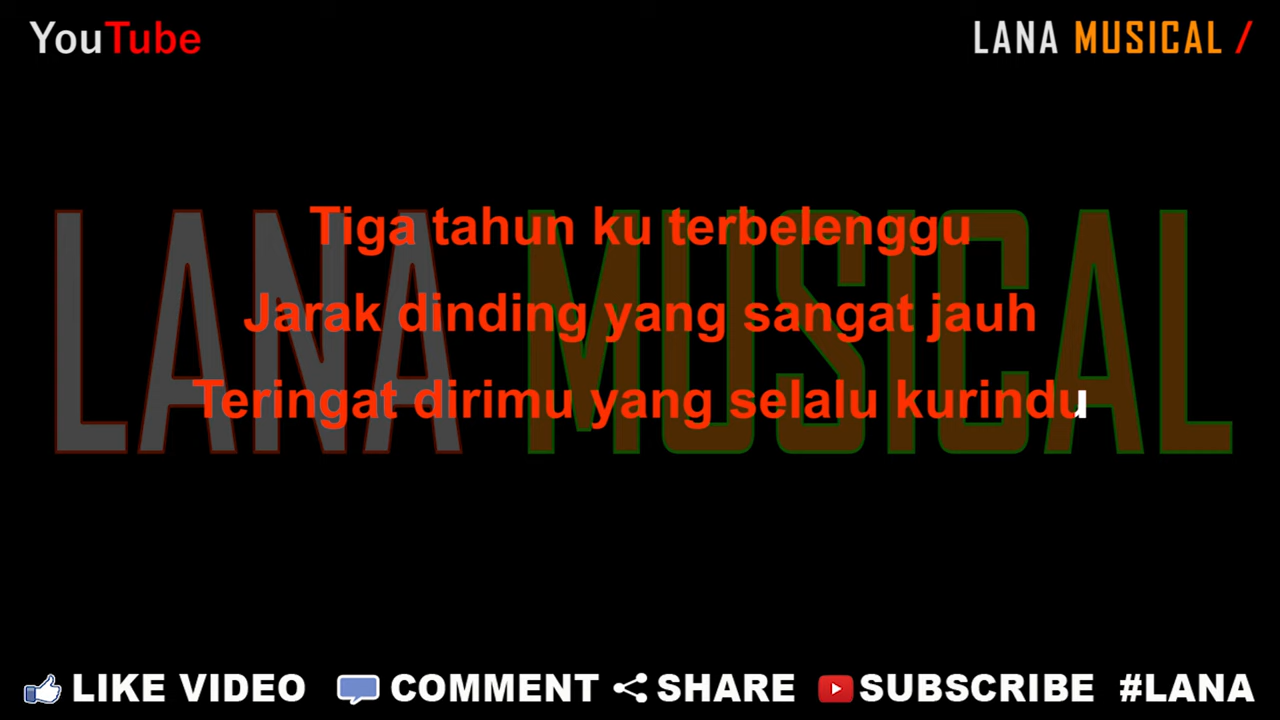 YouTube
LANA MUSICAL /
LANA MUSICAL
Tiga tahun ku terbelenggu
Jarak dinding yang sangat jauh
Teringat dirimu yang selalu kurindu
LIKE VIDEO COMMENT SHARE SUBSCRIBE #LANA